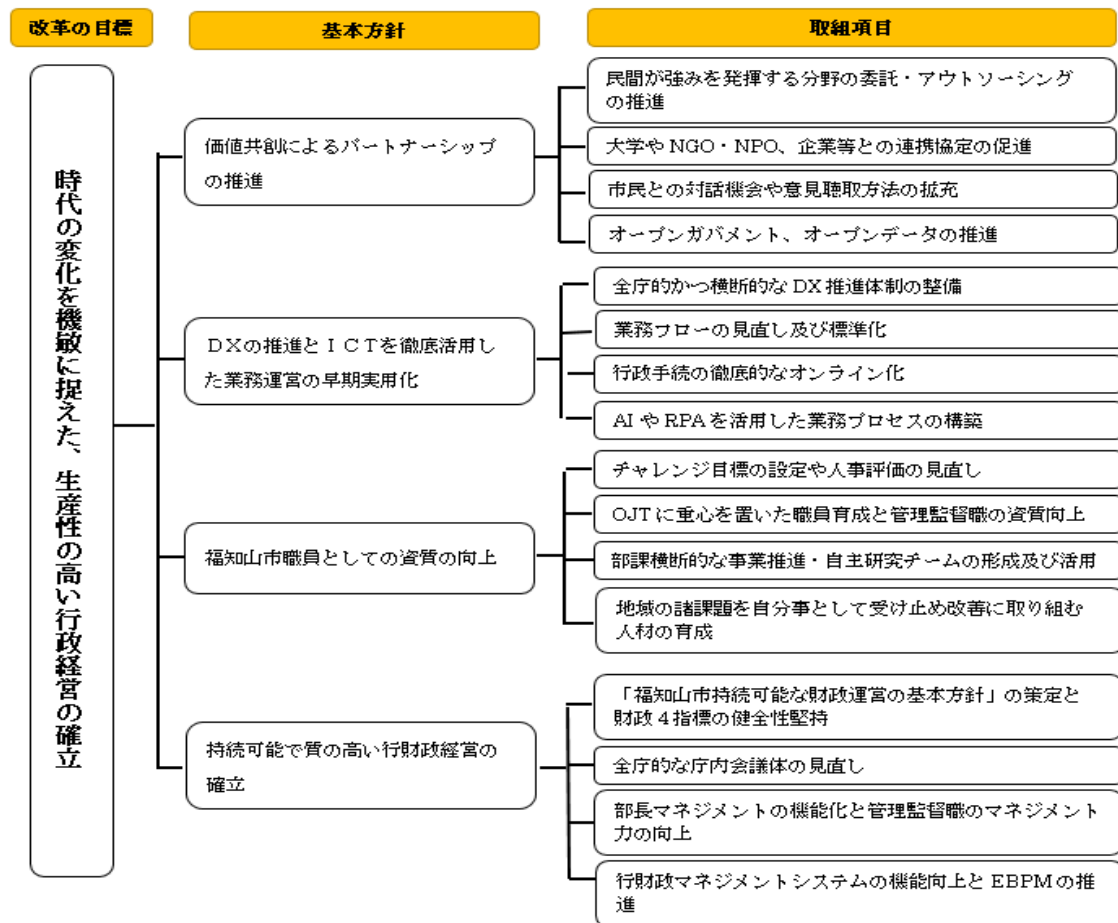 改革の目標
基本方針
取組項目
時代の変化を機敏に捉えた、生産性の高い行政経営の確立
価値共創によるパートナーシップ
の推進
民間が強みを発揮する分野の委託・アウトソーシング
の推進
大学やNGO・NPO、企業等との連携協定の促進
市民との対話機会や意見聴取方法の拡充
オープンガバメント、オープンデータの推進
DXの推進とICTを徹底活用し
た業務運営の早期実用化
全庁的かつ横断的なDX推進体制の整備
業務フローの見直し及び標準化
行政手続の徹底的なオンライン化
AIやRPAを活用した業務プロセスの構築
福知山市職員としての資質の向上
チャレンジ目標の設定や人事評価の見直し
OJTに重心を置いた職員育成と管理監督職の資質向上
部課横断的な事業推進・自主研究チームの形成及び活用
地域の諸課題を自分事として受け止め改善に取り組む
人材の育成
持続可能で質の高い行財政経営の
確立
「福知山市持続可能な財政運営の基本方針」の策定と
財政4指標の健全性堅持
全庁的な庁内会議体の見直し
部長マネジメントの機能化と管理監督職のマネジメント
力の向上
行財政マネジメントシステムの機能向上とEBPMの推
進